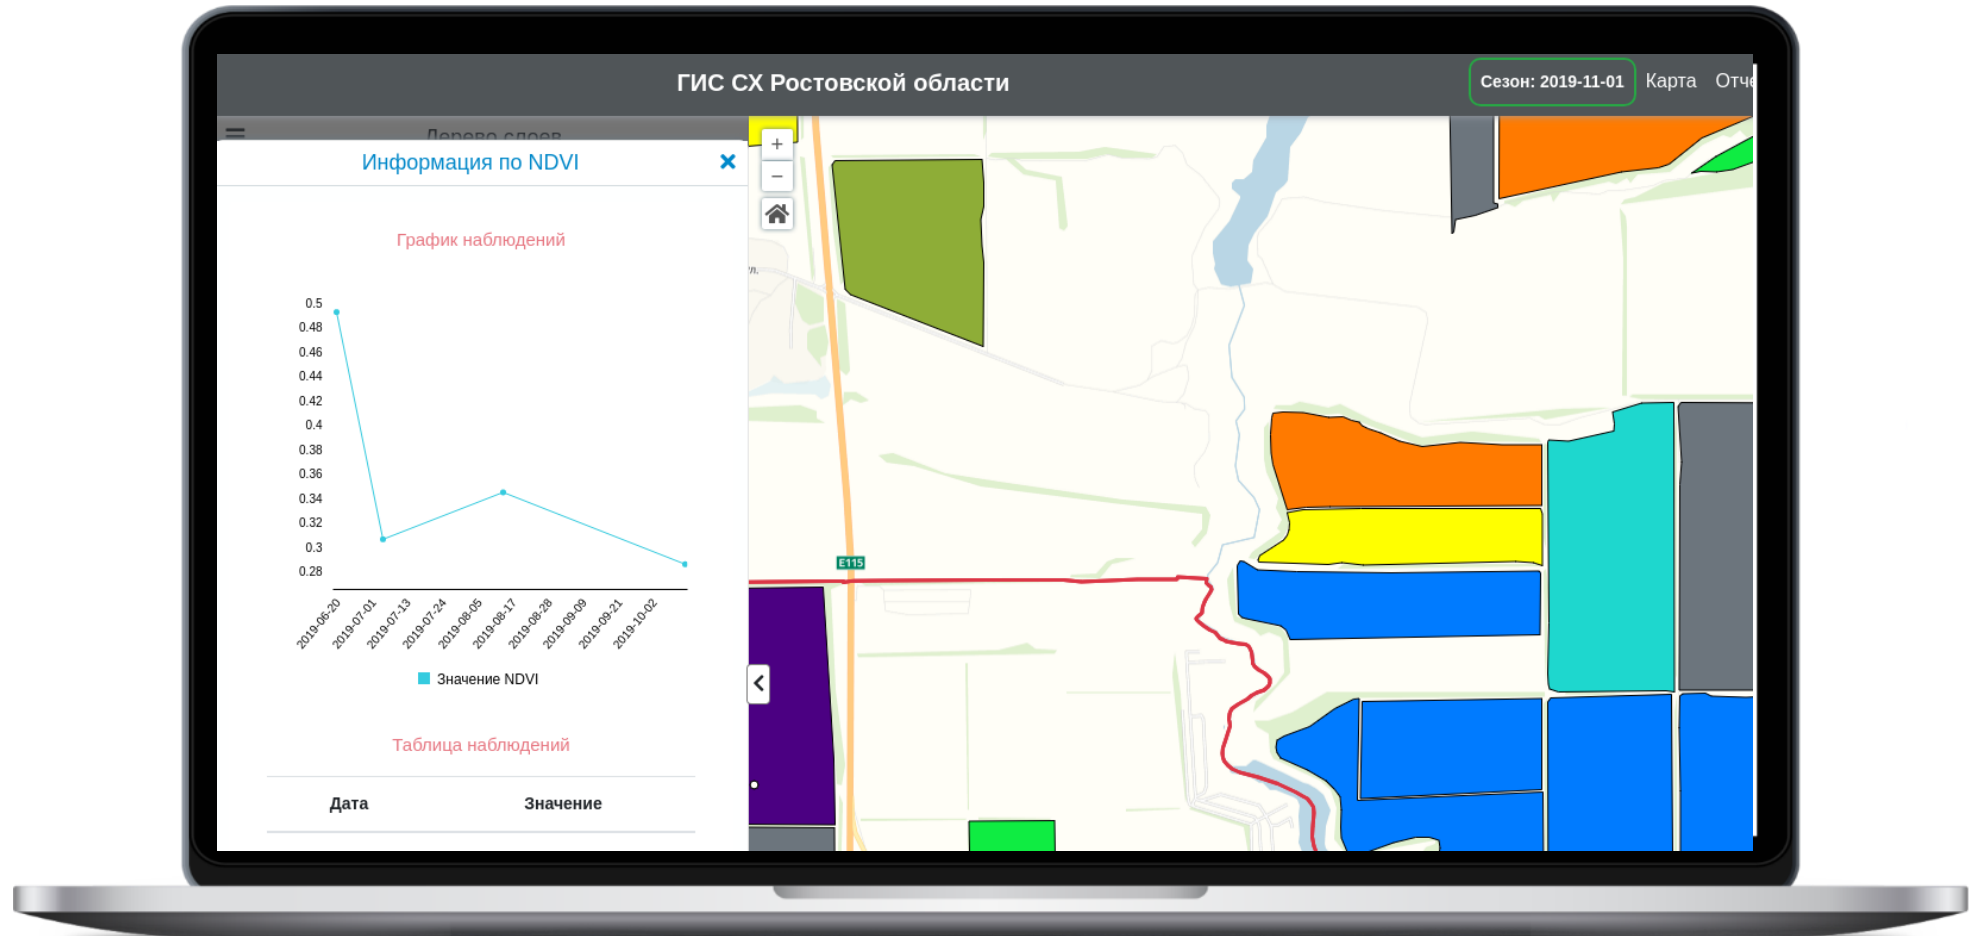 ГИС СХ Ростовской области
Сезон: 2019-11-01
Карта
Отче
Дерево слоев
Информация по NDVI
График наблюдений
0.5
0.48
0.46
0.44
0.42
0.4
0.38
0.36
0.34
0.32
0.3
0.28
2019-06-20
2019-07-01
2019-07-13
2019-07-24
2019-08-05
2019-08-17
2019-08-28
2019-09-09
2019-09-21
2019-10-02
Значение NDVI
Таблица наблюдений
Дата Значение
+
−
л.
E115